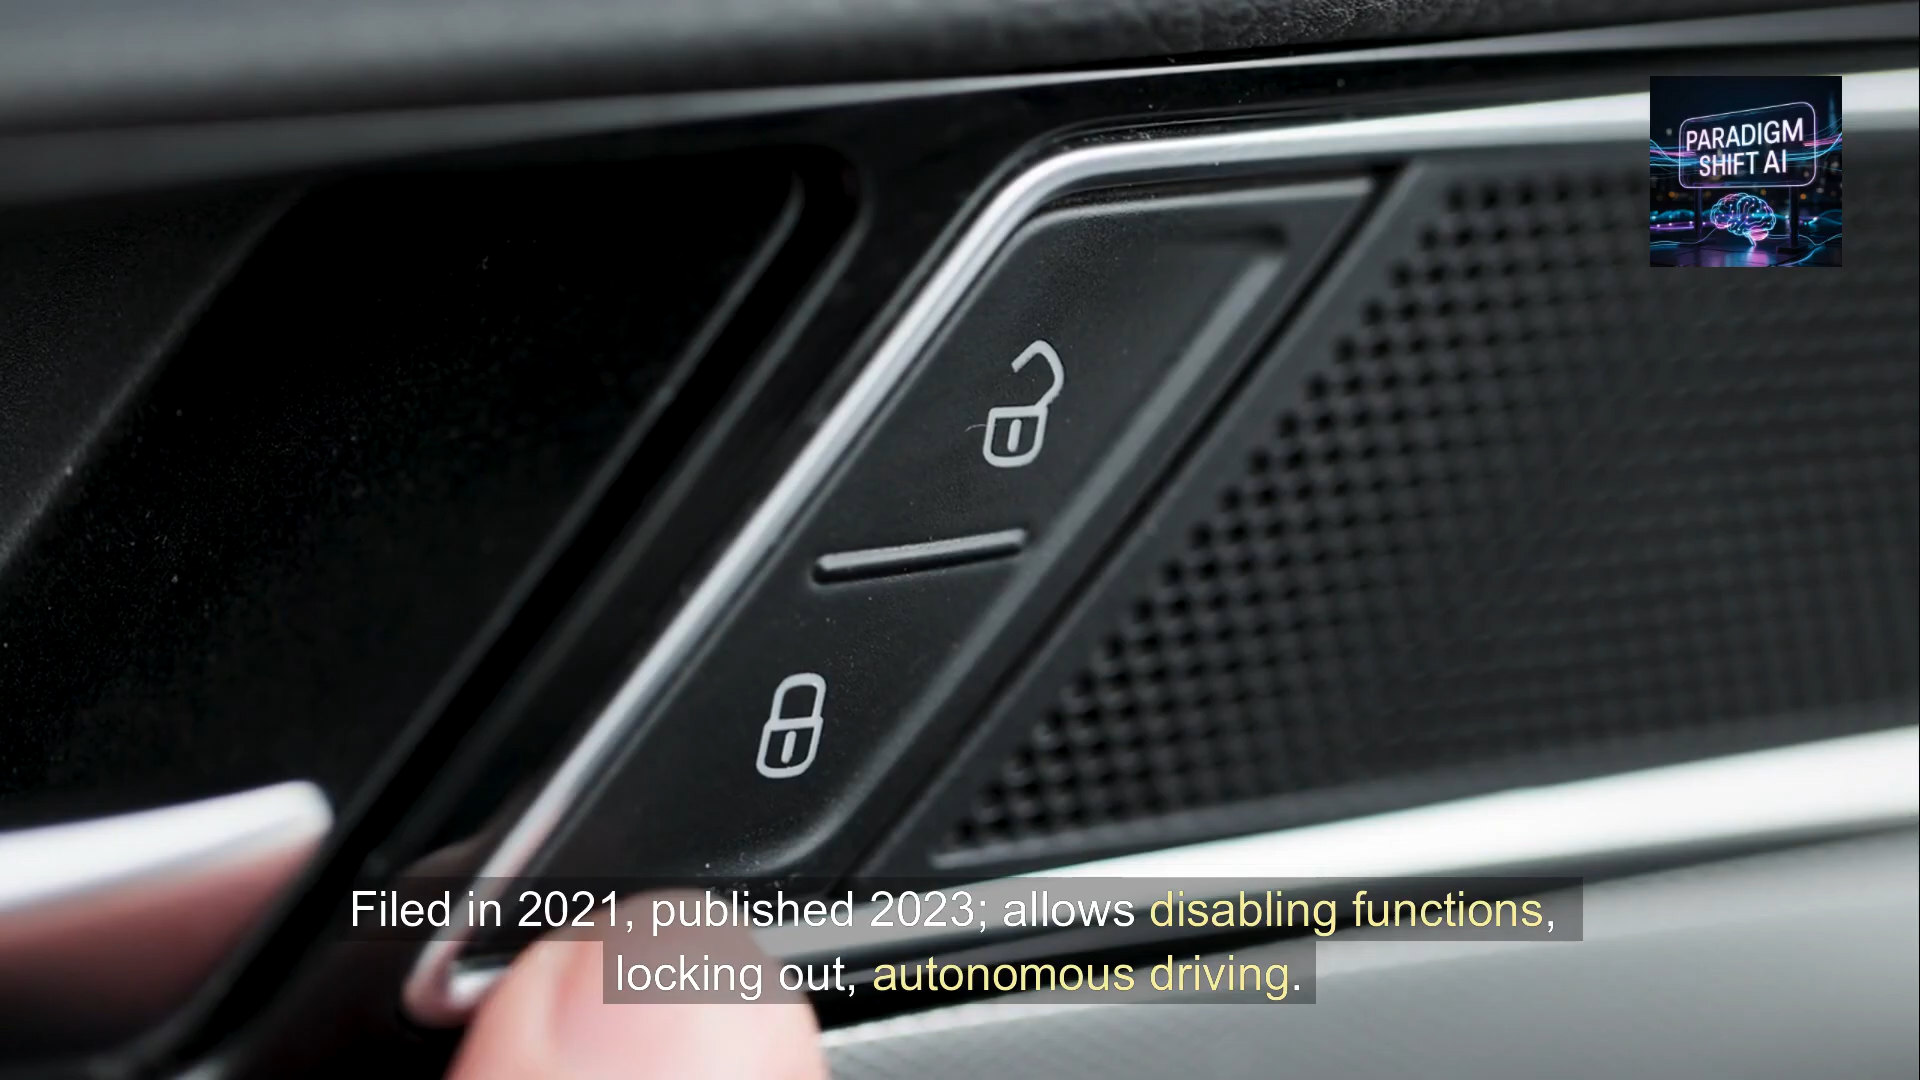 PARADIGM
SHIFT AI
Filed in 2021, published 2023; allows disabling functions,
locking out, autonomous driving.